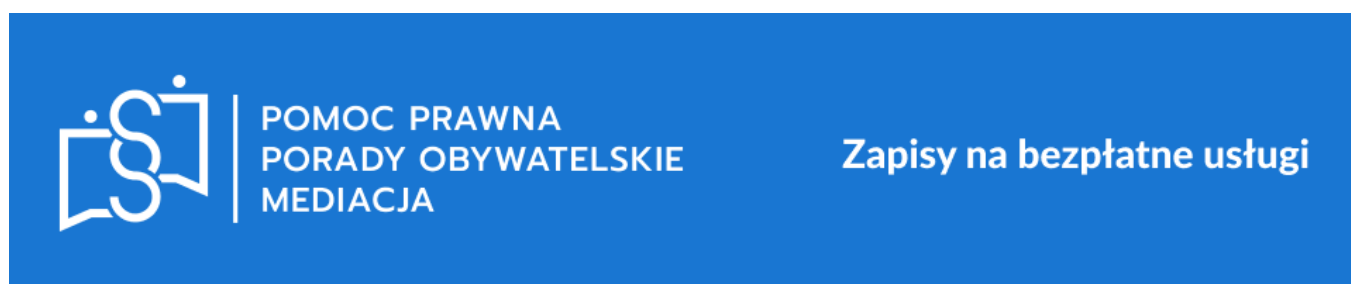 POMOC PRAWNA
PORADY OBYWATELSKIE
MEDIACJA
Zapisy na bezpłatne usługi